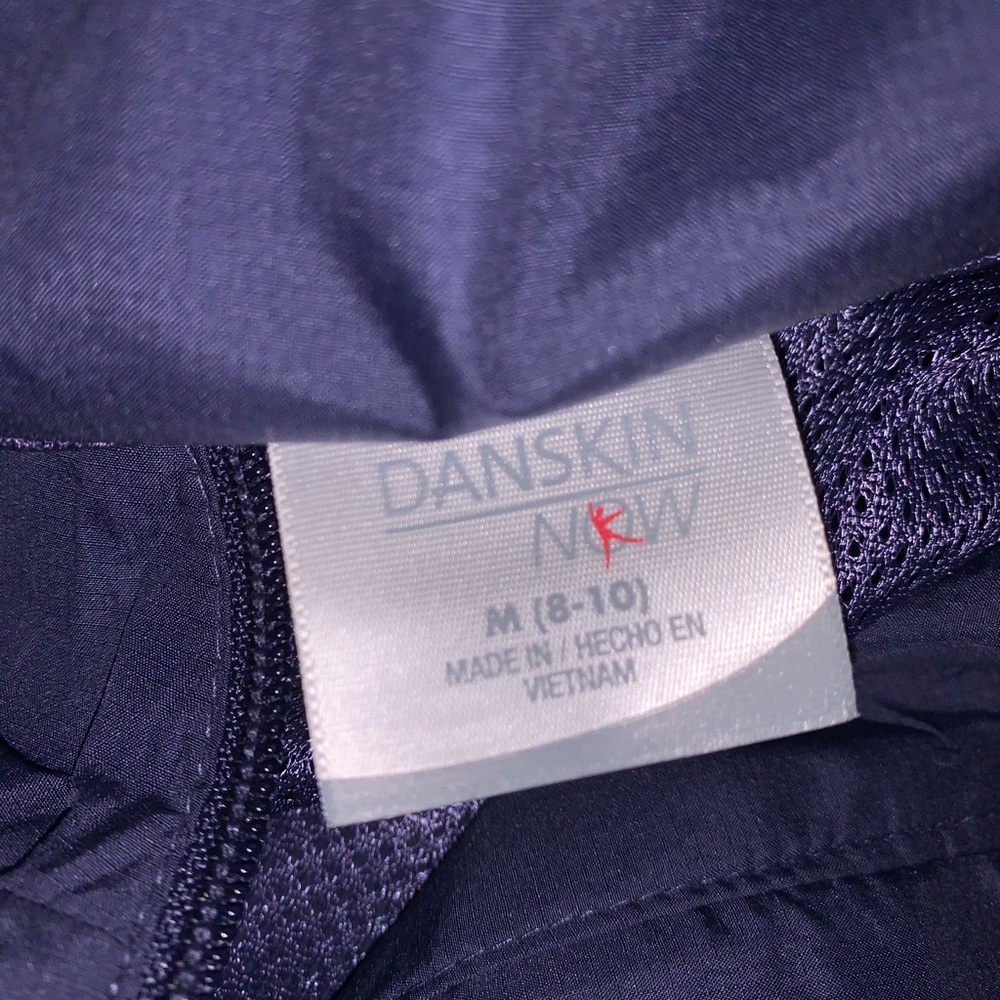 DANSKIN
NOW
M (8-10)
MADE IN / HECHO EN
VIETNAM